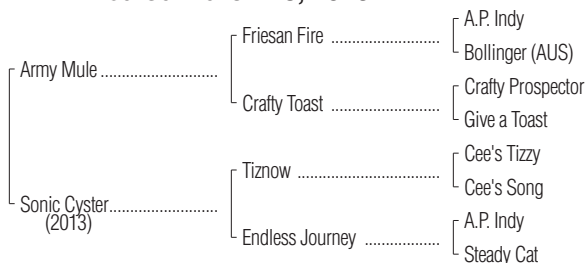 A.P. Indy
Friesan Fire ..............................
Bollinger (AUS)
Army Mule ..........................
Crafty Prospector
Crafty Toast ..............................
Give a Toast
Cee's Tizzy
Tiznow ......................................
Cee's Song
Sonic Cyster........................
(2013)
A.P. Indy
Endless Journey .....................
Steady Cat